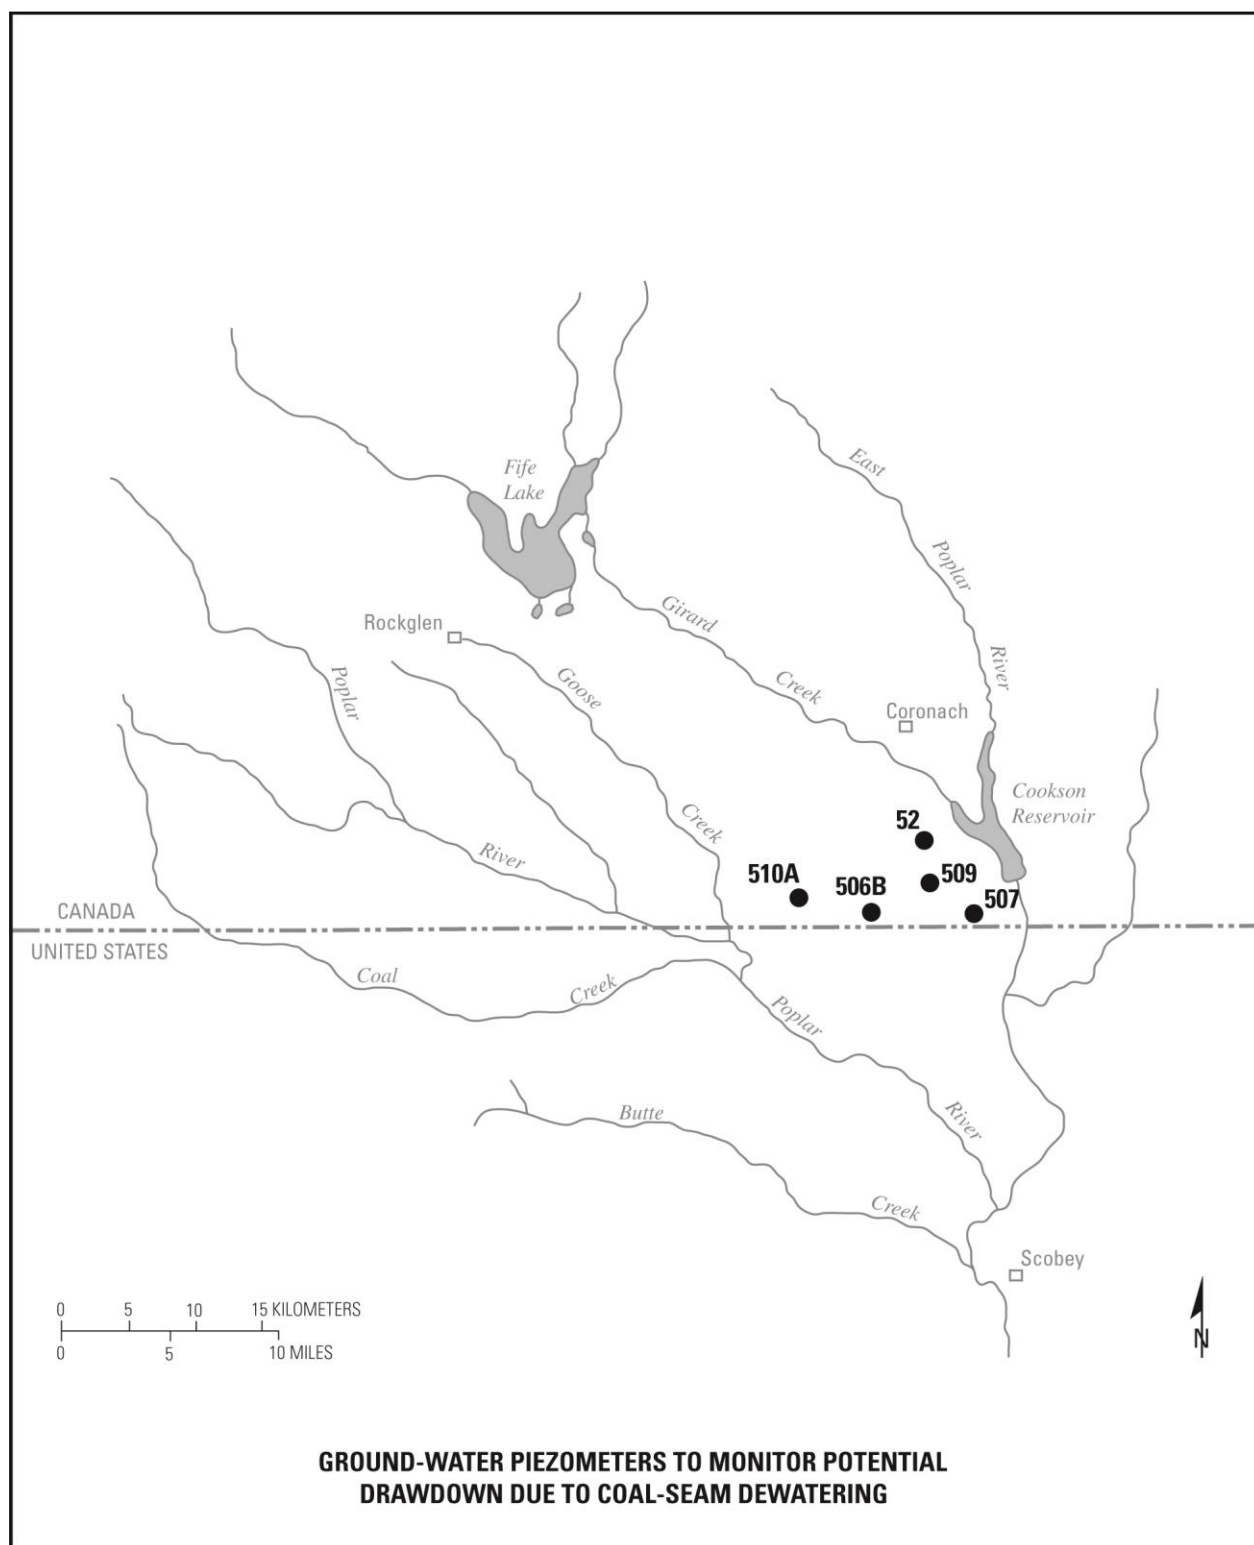 Fife
Lake
East
Poplar
River
Girard
Creek
Rockglen
Poplar
River
Goose
Creek
Coronach
Cookson
Reservoir
52
509
510A
506B
507
CANADA
UNITED STATES
Coal
Creek
Poplar
River
Butte
Creek
Scobey
0 5 10 15 KILOMETERS
0 5 10 MILES
N
GROUND-WATER PIEZOMETERS TO MONITOR POTENTIAL
DRAWDOWN DUE TO COAL-SEAM DEWATERING